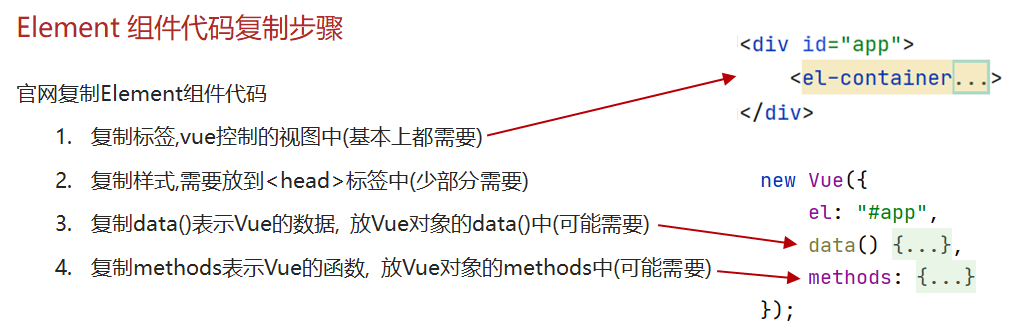 Element 组件代码复制步骤
官网复制Element组件代码
1. 复制标签,vue控制的视图中(基本上都需要)
2. 复制样式,需要放到<head>标签中(少部分需要)
3. 复制data()表示Vue的数据, 放Vue对象的data()中(可能需要)
4. 复制methods表示Vue的函数, 放Vue对象的methods中(可能需要)
<div id="app">
<el-container...>
</div>
new Vue({
el: "#app",
data() {...},
methods: {...}
});